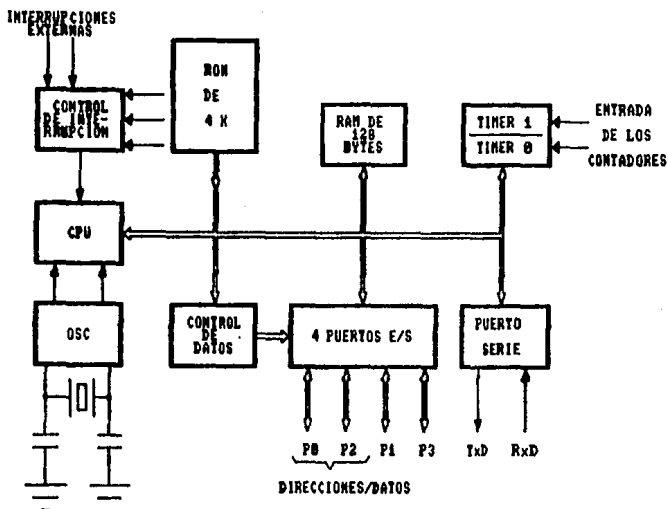 INTERRUPCIONES
EXTERNAS
CONTROL
DE INTE-
RRUPCION
ROM
DE
4 K
RAM DE
128
BYTES
TIMER 1
TIMER 0
ENTRADA
DE LOS
CONTADORES
CPU
OSC
CONTROL
DE
DATOS
4 PUERTOS E/S
PUERTO
SERIE
P0 P2 P1 P3
TxD RxD
DIRECCIONES/DATOS